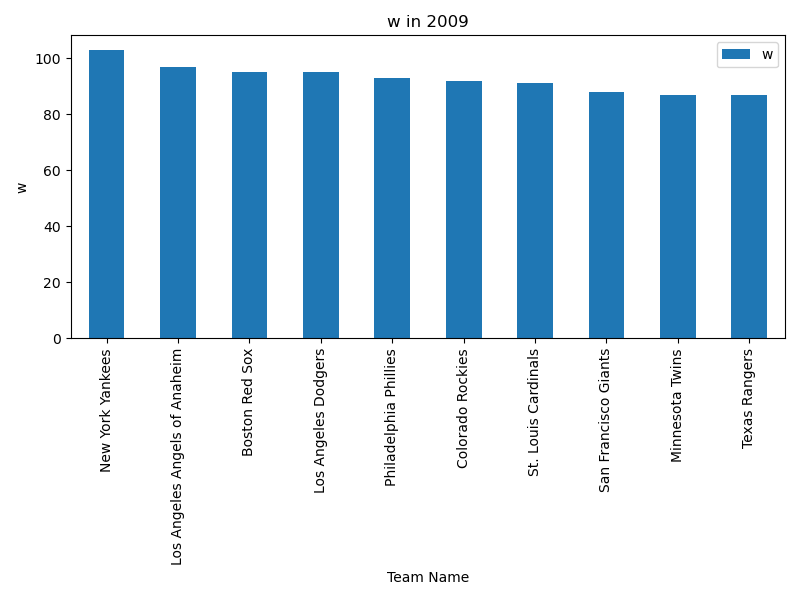 w in 2009
w
w
100
80
60
40
20
0
New York Yankees
Los Angeles Angels of Anaheim
Boston Red Sox
Los Angeles Dodgers
Philadelphia Phillies
Colorado Rockies
St. Louis Cardinals
San Francisco Giants
Minnesota Twins
Texas Rangers
Team Name